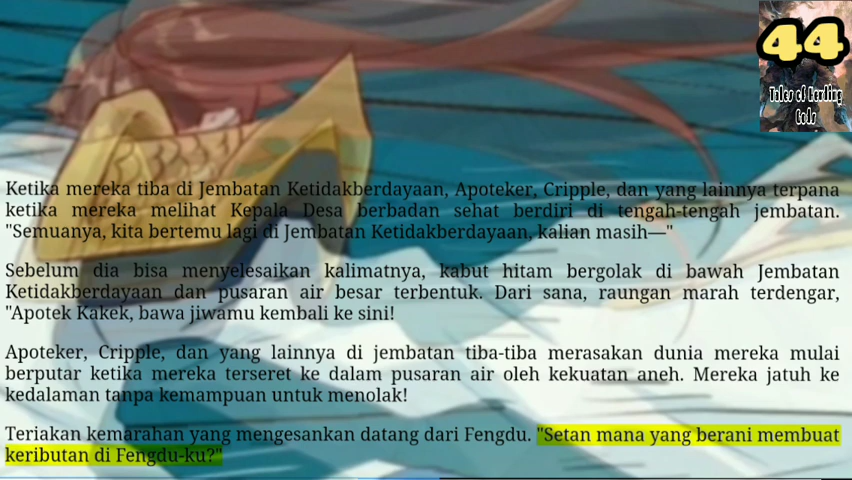 44
Tales of Herding
Gods
Ketika mereka tiba di Jembatan Ketidakberdayaan, Apoteker, Cripple, dan yang lainnya terpana
ketika mereka melihat Kepala Desa berbadan sehat berdiri di tengah-tengah jembatan.
"Semuanya, kita bertemu lagi di Jembatan Ketidakberdayaan, kalian masih—"
Sebelum dia bisa menyelesaikan kalimatnya, kabut hitam bergolak di bawah Jembatan
Ketidakberdayaan dan pusaran air besar terbentuk. Dari sana, raungan marah terdengar,
"Apotek Kakek, bawa jiwamu kembali ke sini!
Apoteker, Cripple, dan yang lainnya di jembatan tiba-tiba merasakan dunia mereka mulai
berputar ketika mereka terseret ke dalam pusaran air oleh kekuatan aneh. Mereka jatuh ke
kedalaman tanpa kemampuan untuk menolak!
Teriakan kemarahan yang mengesankan datang dari Fengdu. "Setan mana yang berani membuat
keributan di Fengdu-ku?"